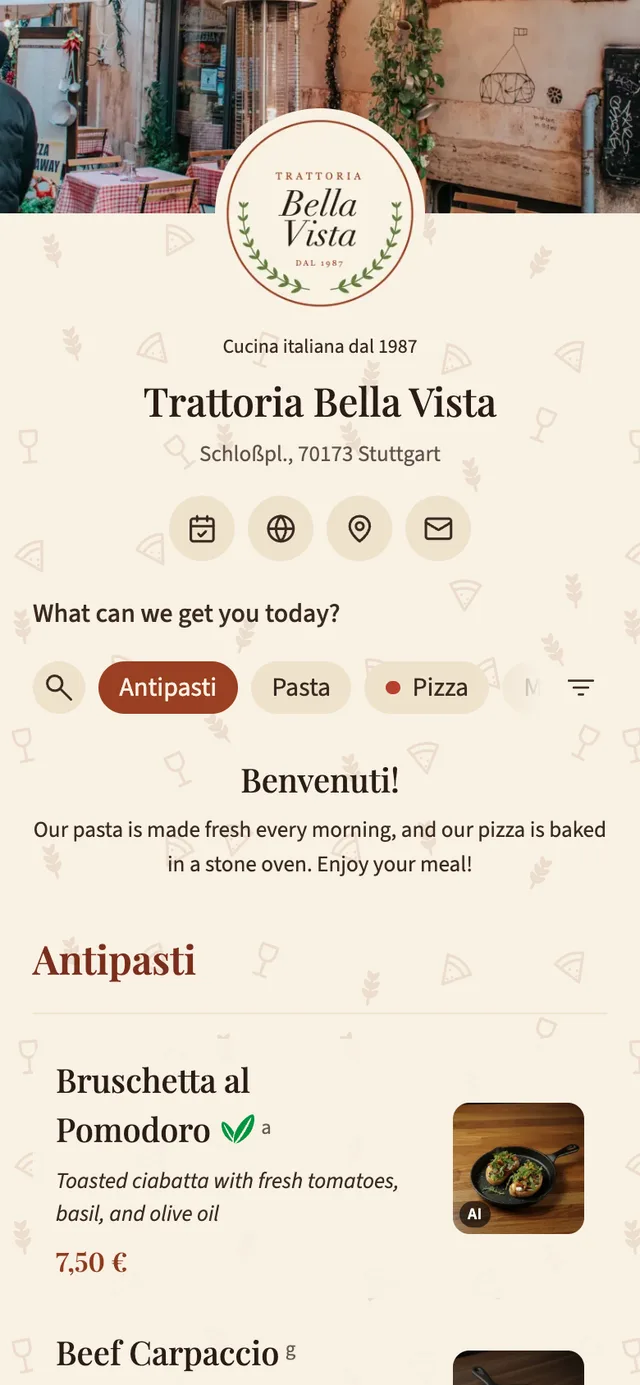 ZZA
AWAY
TRATTORIA
Bella
Vista
DAL 1987
Cucina italiana dal 1987
Trattoria Bella Vista
Schloßpl., 70173 Stuttgart
What can we get you today?
Antipasti Pasta Pizza M
Benvenuti!
Our pasta is made fresh every morning, and our pizza is baked
in a stone oven. Enjoy your meal!
Antipasti
Bruschetta al
Pomodoro a
Toasted ciabatta with fresh tomatoes,
basil, and olive oil
AI
7,50 €
Beef Carpaccio g